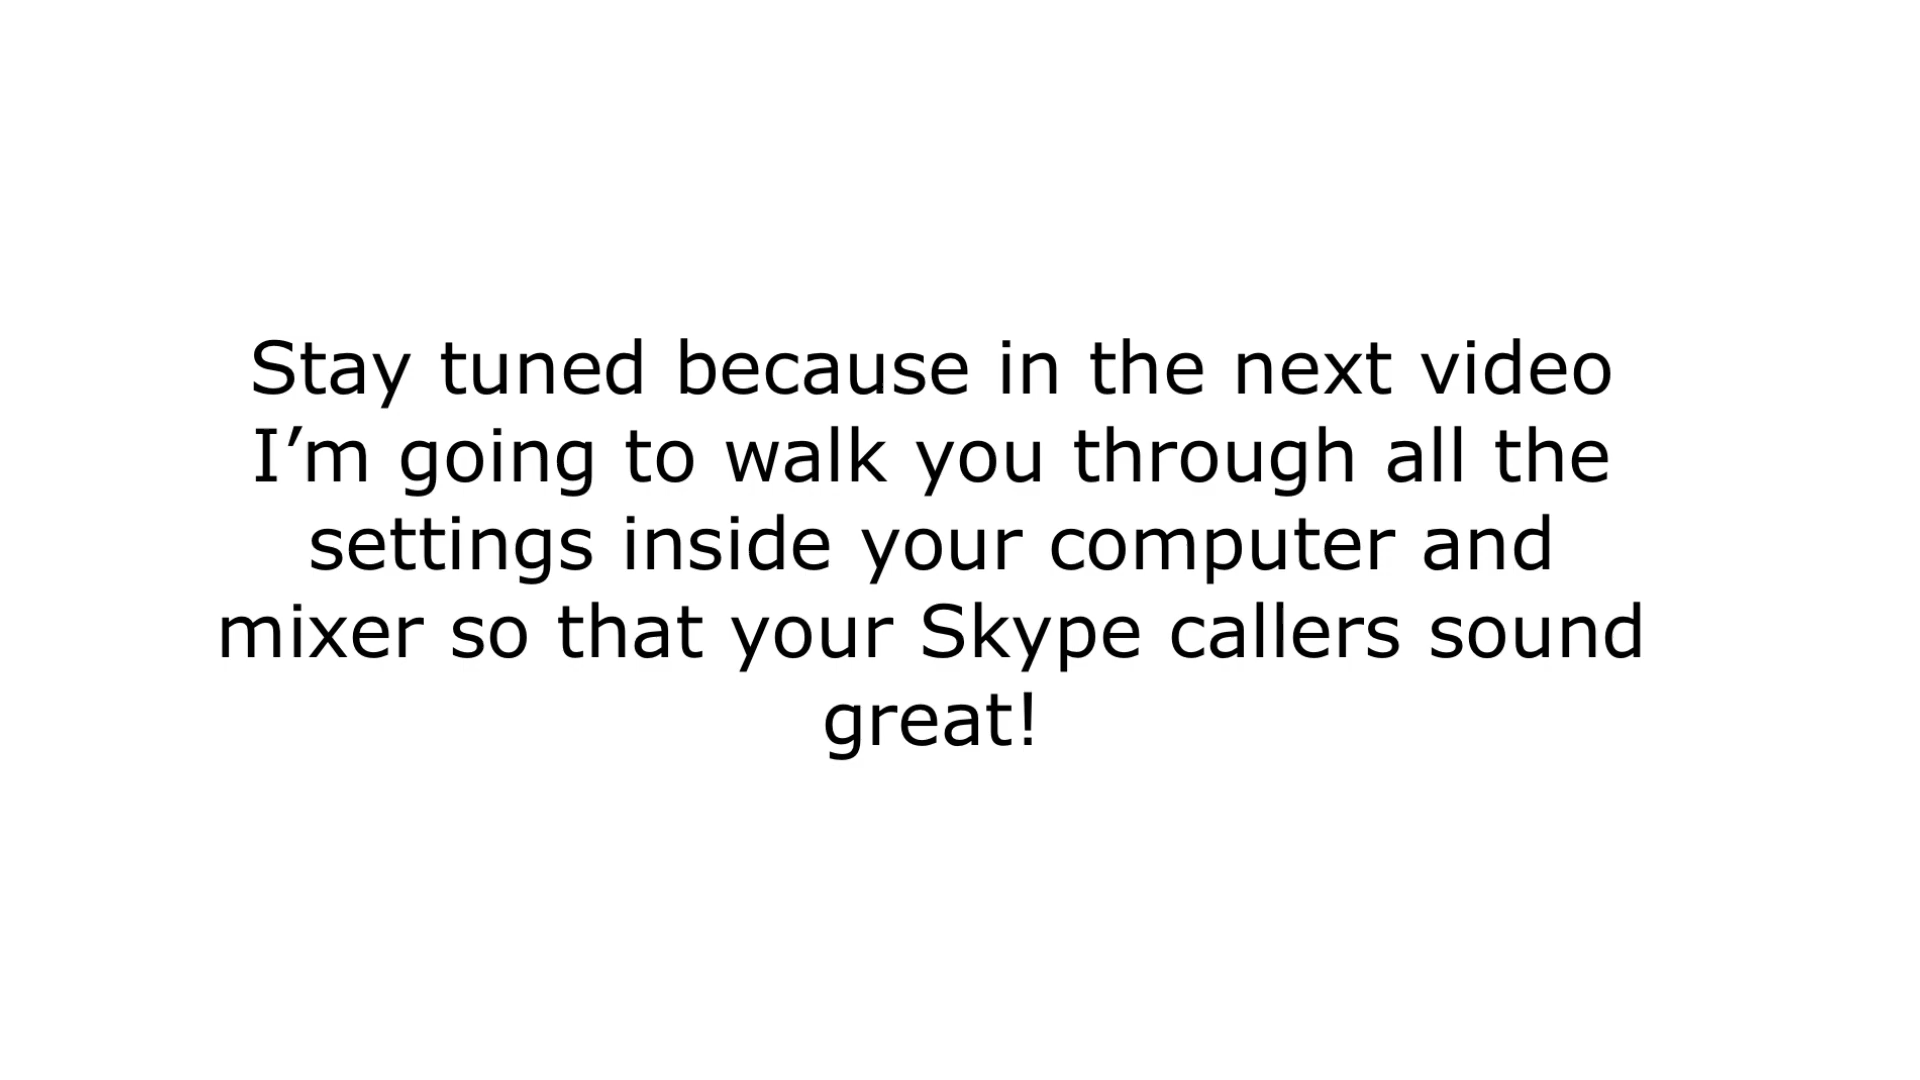 Stay tuned because in the next video
I’m going to walk you through all the
settings inside your computer and
mixer so that your Skype callers sound
great!